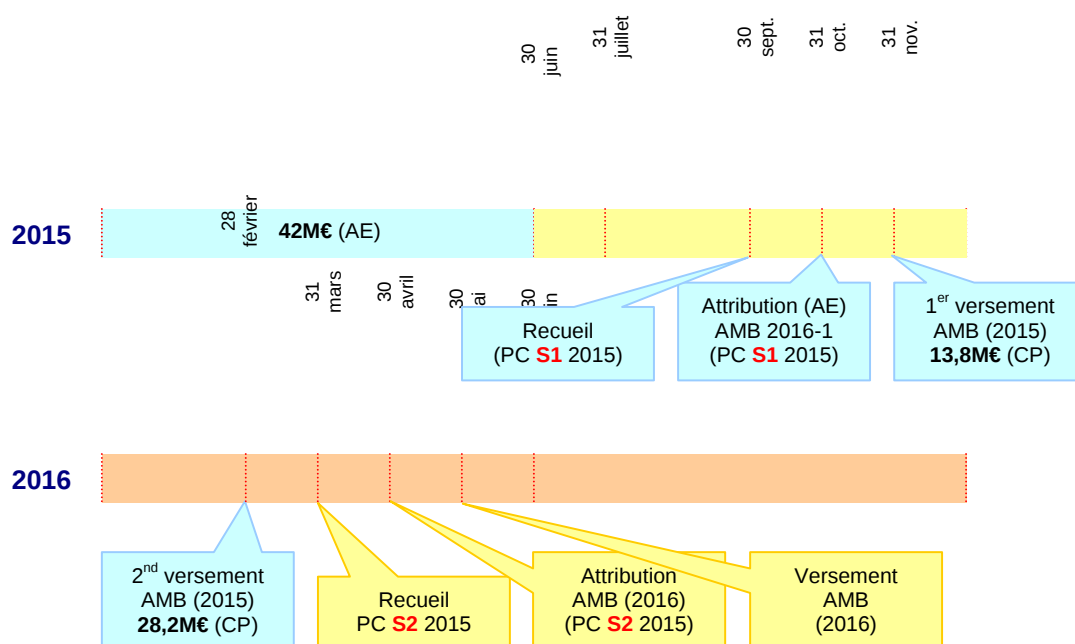 30 juin
31 juillet
30 sept.
31 oct.
31 nov.
2015
28 février
42M€ (AE)
31 mars
30 avril
30 ai
30 in
Recueil
(PC S1 2015)
Attribution (AE)
AMB 2016-1
(PC S1 2015)
1er versement
AMB (2015)
13,8M€ (CP)
2016
2nd versement
AMB (2015)
28,2M€ (CP)
Recueil
PC S2 2015
Attribution
AMB (2016)
(PC S2 2015)
Versement
AMB
(2016)